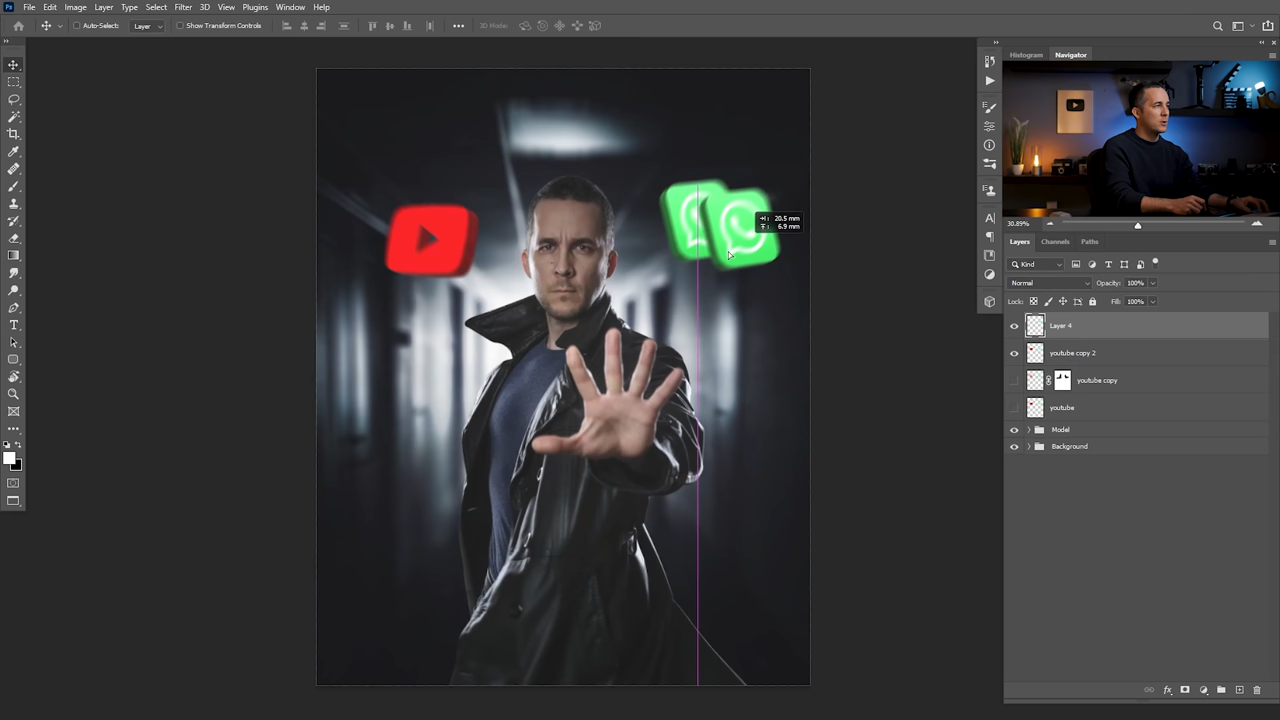 Ps File Edit Image Layer Type Select Filter 3D View Plugins Window Help
Auto-Select: Layer Show Transform Controls 3D Mode:
Histogram Navigator
20.5 mm
6.9 mm
30.89%
Layers Channels Paths
Kind
Normal Opacity: 100%
Lock: Fill: 100%
Layer 4
youtube copy 2
youtube copy
youtube
Model
Background